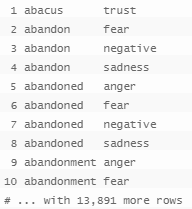 1 abacus trust
2 abandon fear
3 abandon negative
4 abandon sadness
5 abandoned anger
6 abandoned fear
7 abandoned negative
8 abandoned sadness
9 abandonment anger
10 abandonment fear
# ... with 13,891 more rows